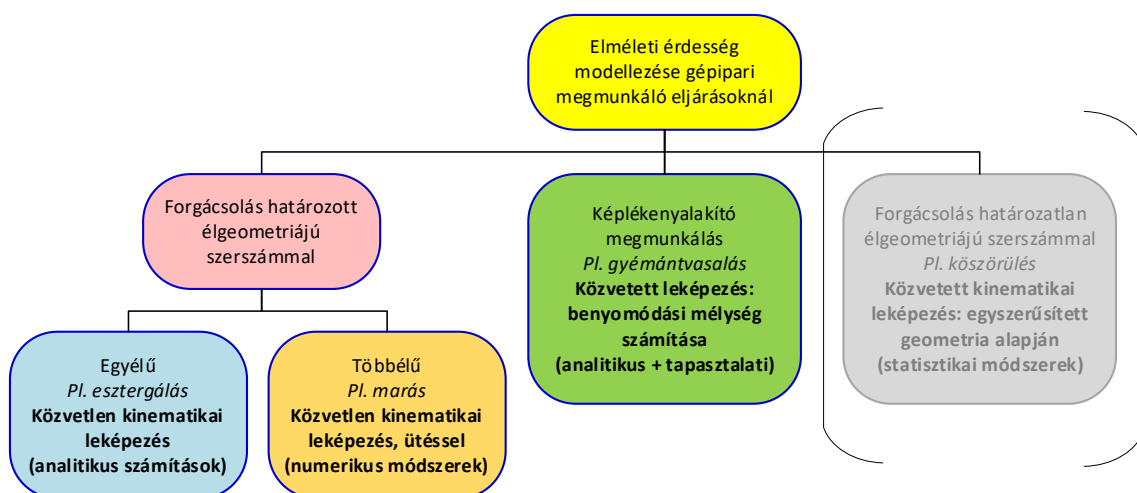 Elméleti érdesség
modellezése gépipari
megmunkáló eljárásoknál
Forgácsolás határozott
élgeometriájú
szerszámmal
Képlékenyalakító
megmunkálás
Pl. gyémántvasalás
Közvetett leképezés:
benyomódási mélység
számítása
(analitikus + tapasztalati)
Forgácsolás határozatlan
élgeometriájú szerszámmal
Pl. köszörülés
Közvetett kinematikai
leképezés: egyszerűsített
geometria alapján
(statisztikai módszerek)
Egyélű
Pl. esztergálás
Közvetlen kinematikai
leképezés
(analitikus számítások)
Többélű
Pl. marás
Közvetlen kinematikai
leképezés, ütéssel
(numerikus módszerek)